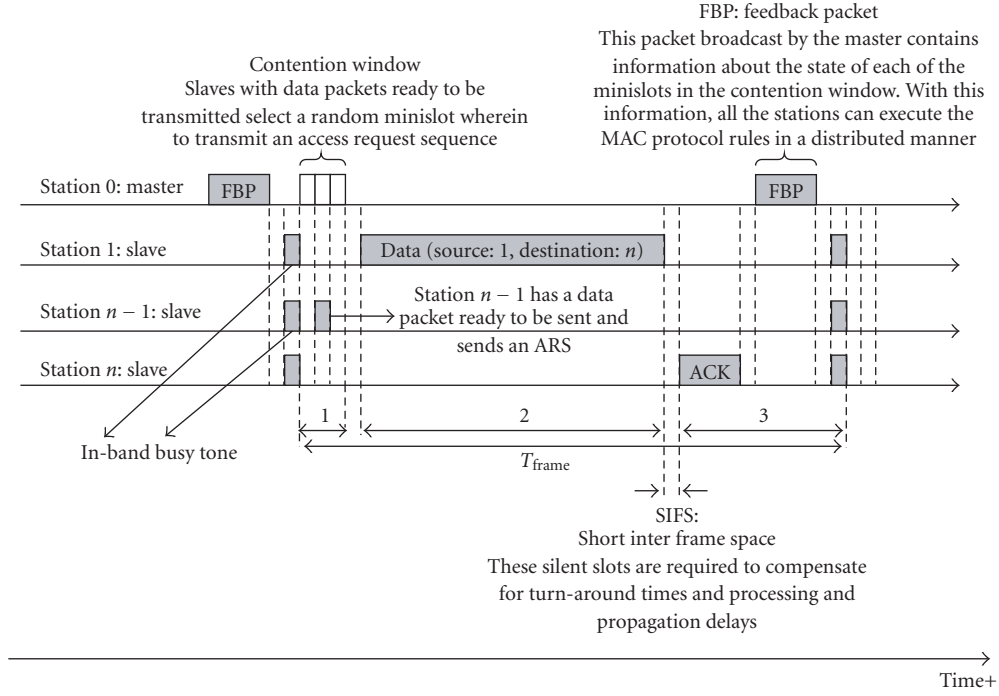 FBP: feedback packet
This packet broadcast by the master contains
information about the state of each of the
minislots in the contention window. With this
information, all the stations can execute the
MAC protocol rules in a distributed manner
Contention window
Slaves with data packets ready to be
transmitted select a random minislot wherein
to transmit an access request sequence
Station 0: master
FBP
FBP
Station 1: slave
Data (source: 1, destination: n)
Station n − 1: slave
Station n − 1 has a data
packet ready to be sent and
sends an ARS
Station n: slave
ACK
1
2
3
In-band busy tone
Tframe
SIFS:
Short inter frame space
These silent slots are required to compensate
for turn-around times and processing and
propagation delays
Time+